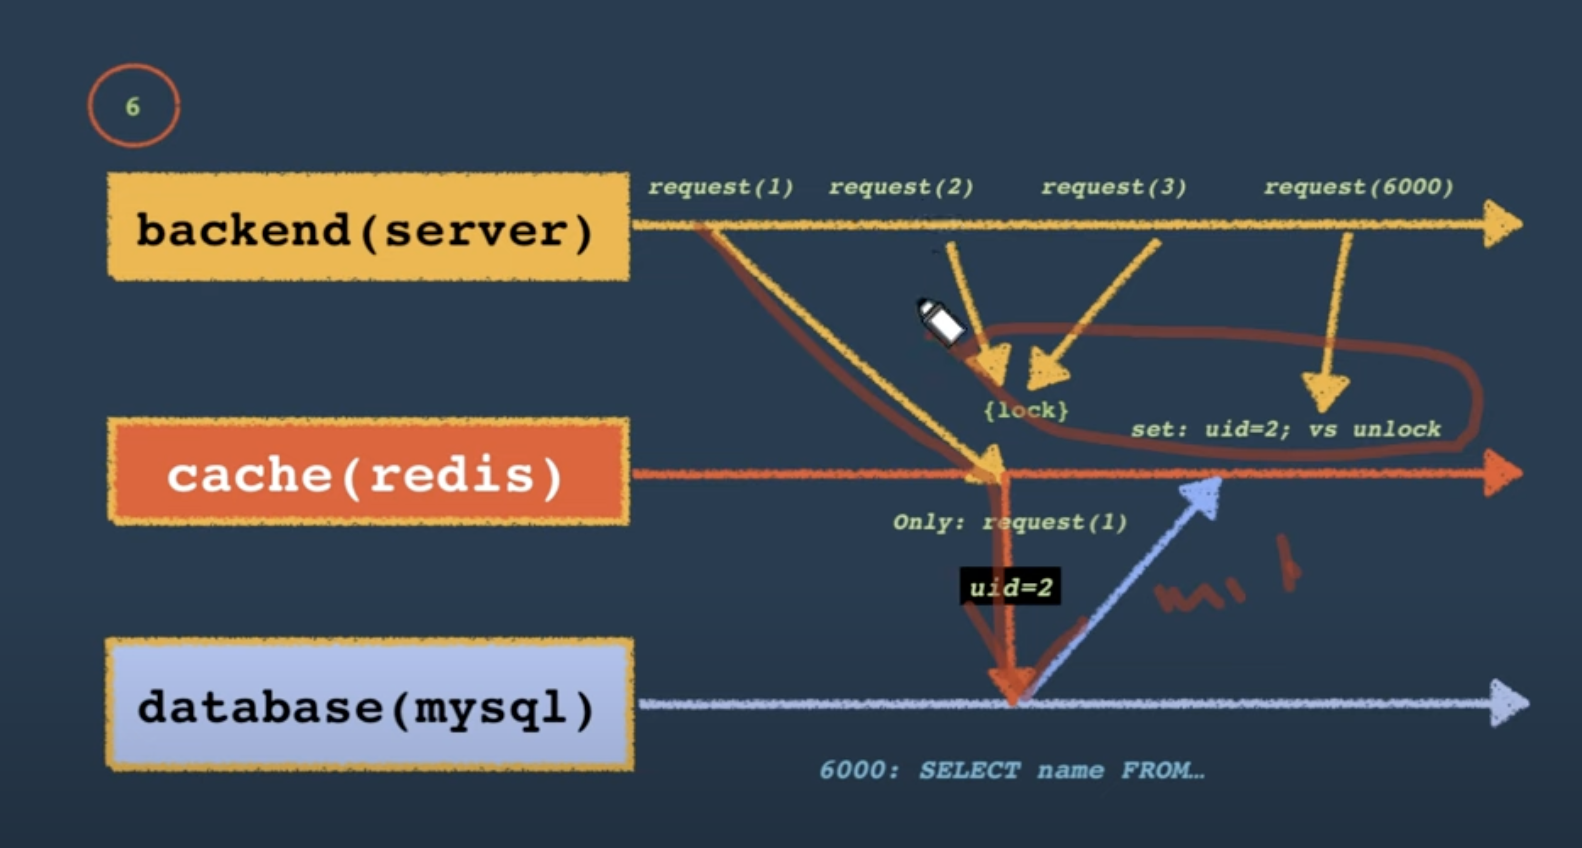 6
request(1) request(2) request(3) request(6000)
backend(server)
{lock}
set: uid=2; vs unlock
cache(redis)
Only: request(1)
uid=2
database(mysql)
6000: SELECT name FROM…